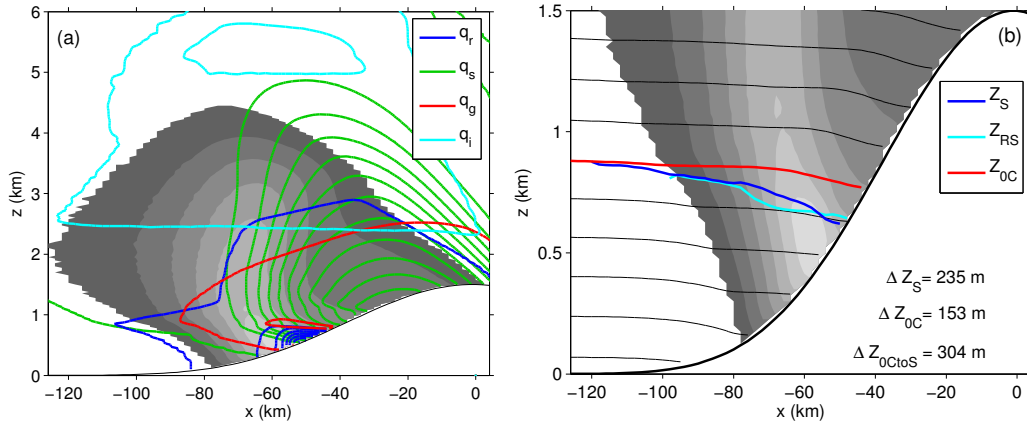 (a)
q_r
q_s
q_g
q_i
6
5
4
3
2
1
0
z (km)
−120 −100 −80 −60 −40 −20 0
x (km)
(b)
Z_S
Z_RS
Z_0C
1.5
1
0.5
0
z (km)
Δ Z_S = 235 m
Δ Z_0C = 153 m
Δ Z_0CtoS = 304 m
−120 −100 −80 −60 −40 −20 0
x (km)